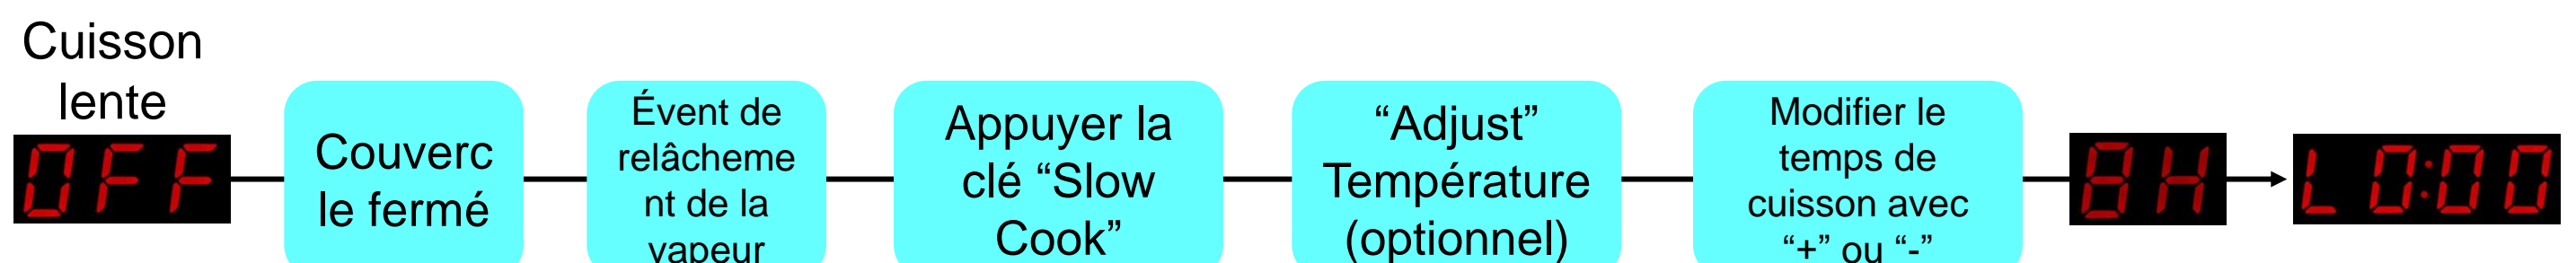 Cuisson
lente
OFF
Couverc
le fermé
Évent de
relâcheme
nt de la
vapeur
Appuyer la
clé “Slow
Cook”
“Adjust”
Température
(optionnel)
Modifier le
temps de
cuisson avec
“+” ou “-”
8H
L 0:00